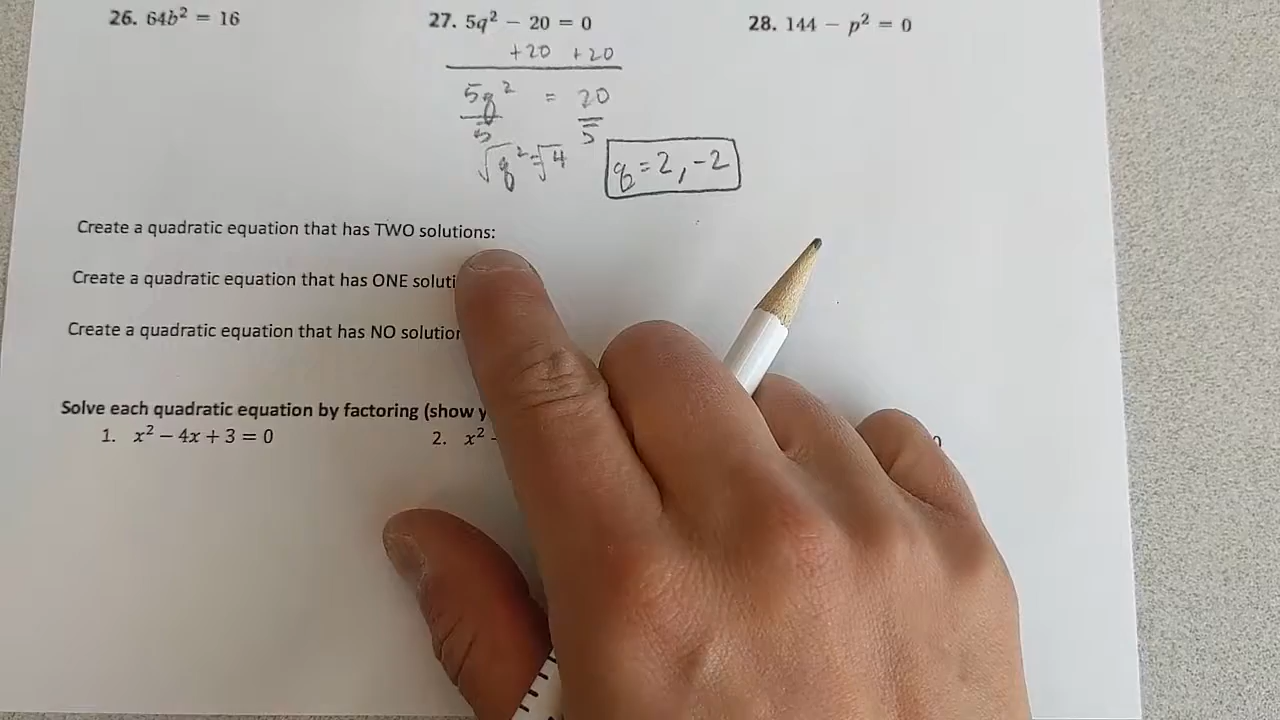 26. 64b² = 16
27. 5q² − 20 = 0
28. 144 − p² = 0
+20 +20
5q² = 20
5 5
√q² = √4
q = 2, -2
Create a quadratic equation that has TWO solutions:
Create a quadratic equation that has ONE
Create a quadratic equation that has NO
Solve each quadratic equation by factoring (show
1. x² − 4x + 3 = 0
2. x² -